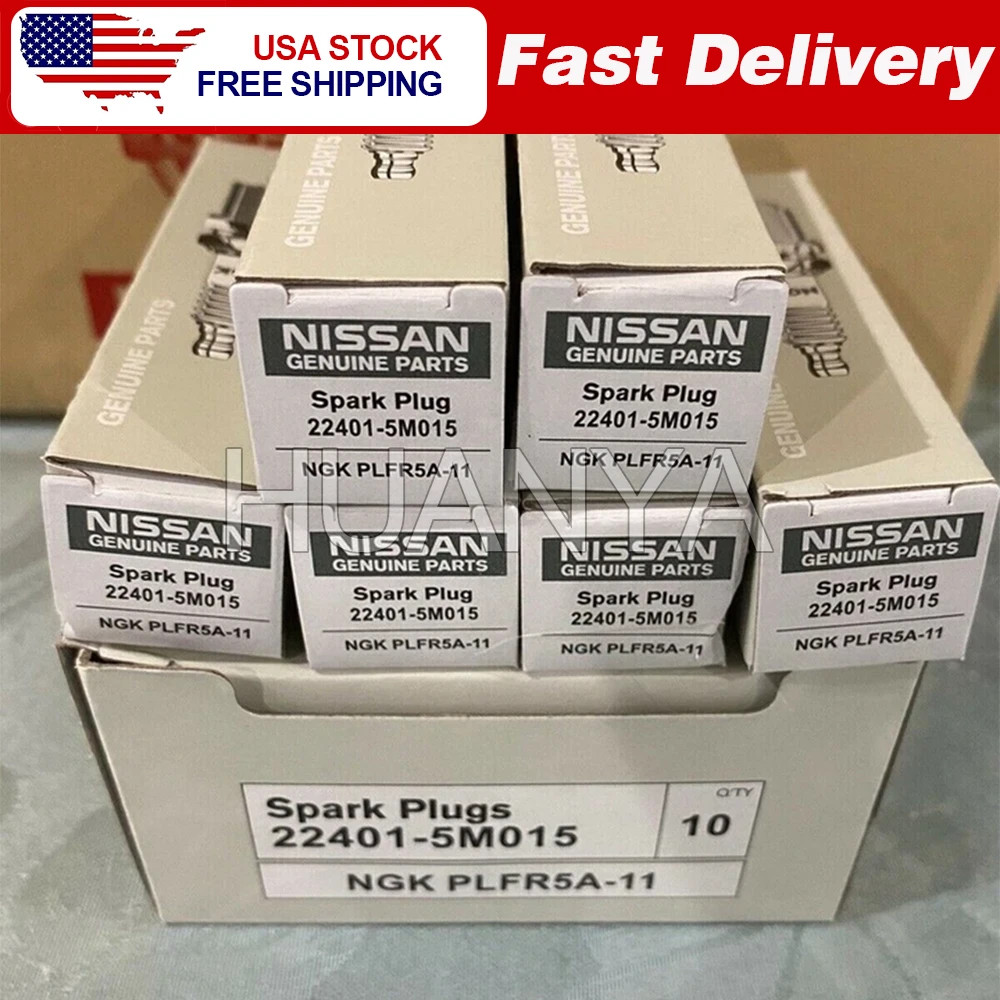 USA STOCK
FREE SHIPPING
Fast Delivery
GENUINE PARTS
GENUINE PARTS
GENUINE PARTS
NISSAN
GENUINE PARTS
Spark Plug
22401-5M015
NGK PLFR5A-11
NISSAN
GENUINE PARTS
Spark Plug
22401-5M015
NGK PLFR5A-11
HUANYA
NISSAN
GENUINE PARTS
Spark Plug
22401-5M015
NGK PLFR5A-11
NISSAN
GENUINE PARTS
Spark Plug
22401-5M015
NGK PLFR5A-11
NISSAN
GENUINE PARTS
Spark Plug
22401-5M015
NGK PLFR5A-11
NISSAN
GENUINE PARTS
Spark Plug
22401-5M015
NGK PLFR5A-11
Spark Plugs
22401-5M015
QTY
10
NGK PLFR5A-11